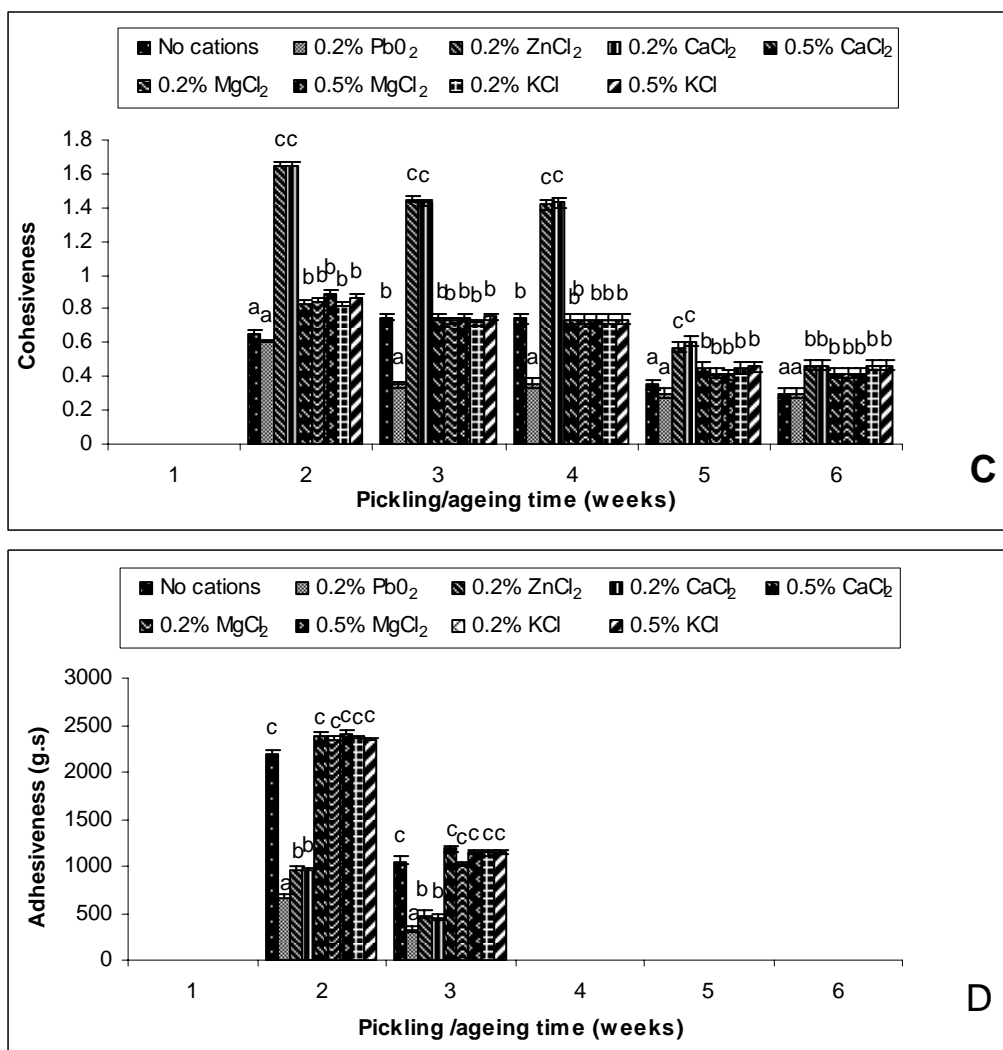 No cations 0.2% Pb0₂ 0.2% ZnCl₂ 0.2% CaCl₂ 0.5% CaCl₂
0.2% MgCl₂ 0.5% MgCl₂ 0.2% KCl 0.5% KCl
Cohesiveness
1.8
1.6
1.4
1.2
1
0.8
0.6
0.4
0.2
0
a a c c b b b b b
b a c c b b b b b
b a c c b b b b b
a a c c b b b b b
a a b b b b b b b
1 2 3 4 5 6
Pickling/ageing time (weeks)
C
No cations 0.2% Pb0₂ 0.2% ZnCl₂ 0.2% CaCl₂ 0.5% CaCl₂
0.2% MgCl₂ 0.5% MgCl₂ 0.2% KCl 0.5% KCl
Adhesiveness (g.s)
3000
2500
2000
1500
1000
500
0
c a b b c c c c c
c a b b c c c c c
1 2 3 4 5 6
Pickling /ageing time (weeks)
D